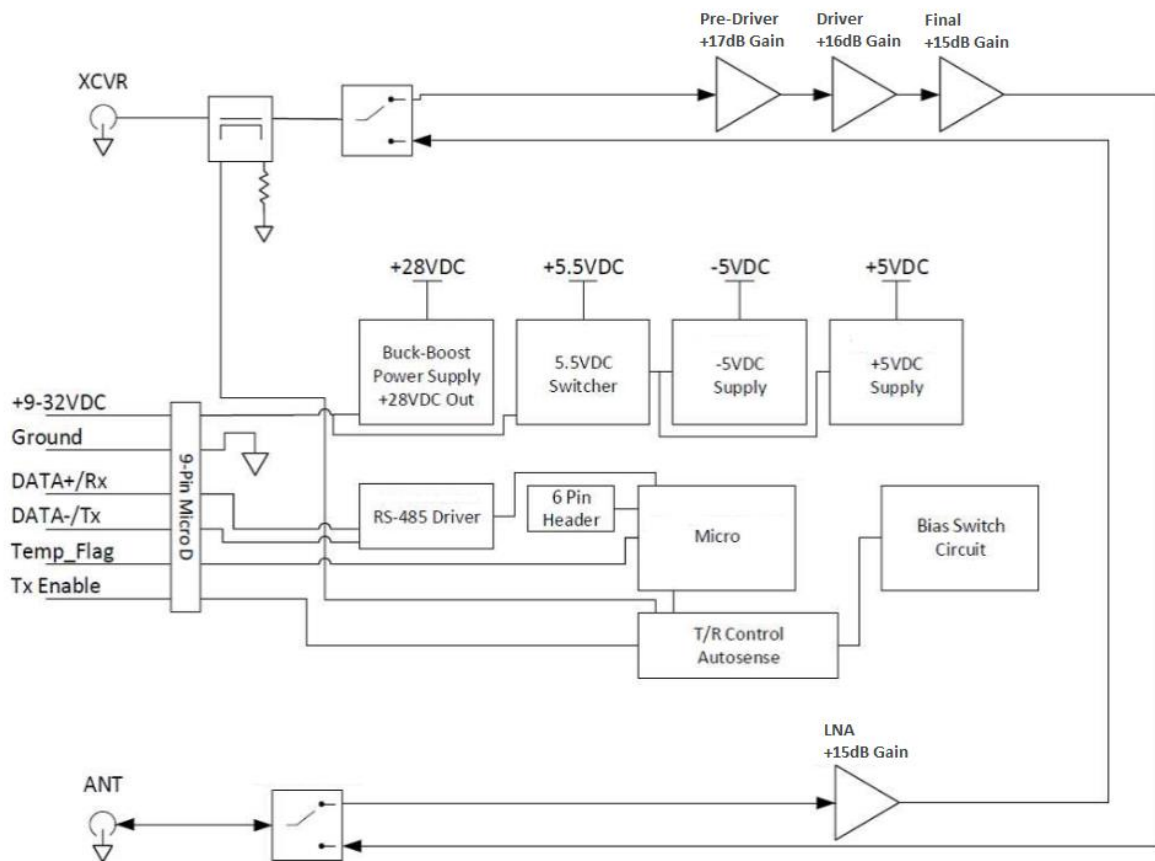 Pre-Driver
+17dB Gain
Driver
+16dB Gain
Final
+15dB Gain
XCVR
+28VDC
+5.5VDC
-5VDC
+5VDC
Buck-Boost
Power Supply
+28VDC Out
5.5VDC
Switcher
-5VDC
Supply
+5VDC
Supply
+9-32VDC
Ground
DATA+/Rx
DATA-/Tx
Temp_Flag
Tx Enable
9-Pin Micro D
RS-485 Driver
6 Pin
Header
Micro
Bias Switch
Circuit
T/R Control
Autosense
LNA
+15dB Gain
ANT